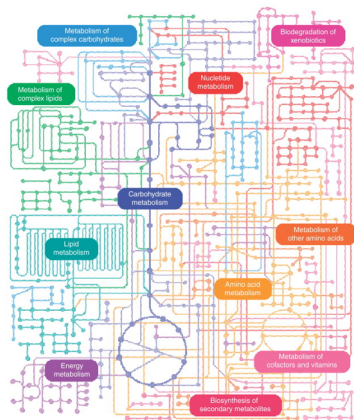 Metabolism of
complex carbohydrates
Biodegradation of
xenobiotics
Nucletide
metabolism
Metabolism of
complex lipids
Carbohydrate
metabolism
Metabolism of
other amino acids
Lipid
metabolism
Amino acid
metabolism
Energy
metabolism
Metabolism of
cofactors and vitamins
Biosynthesis of
secondary metabolites